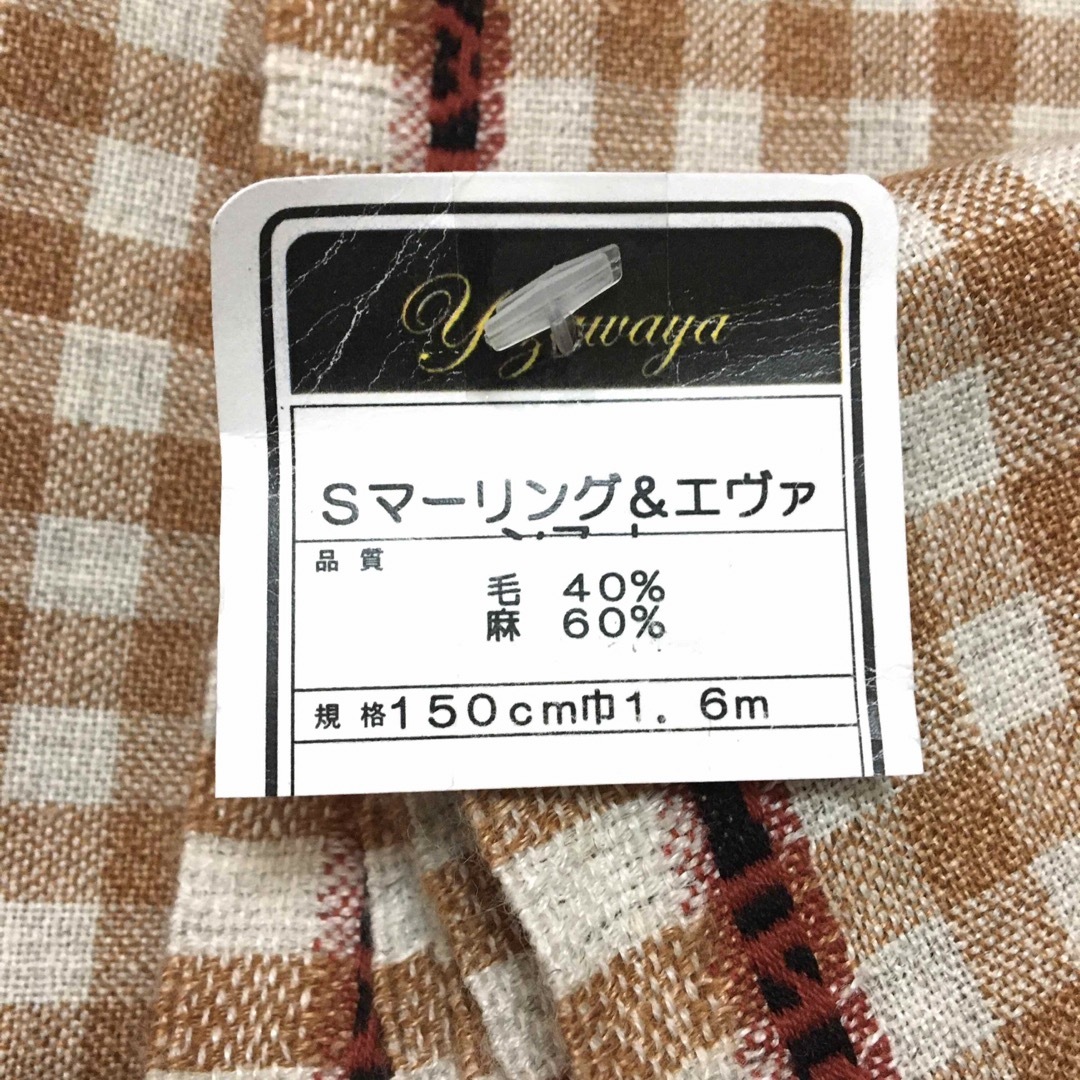 Sマーリング&エヴァ
品質
毛 40%
麻 60%
規格150cm巾1. 6m